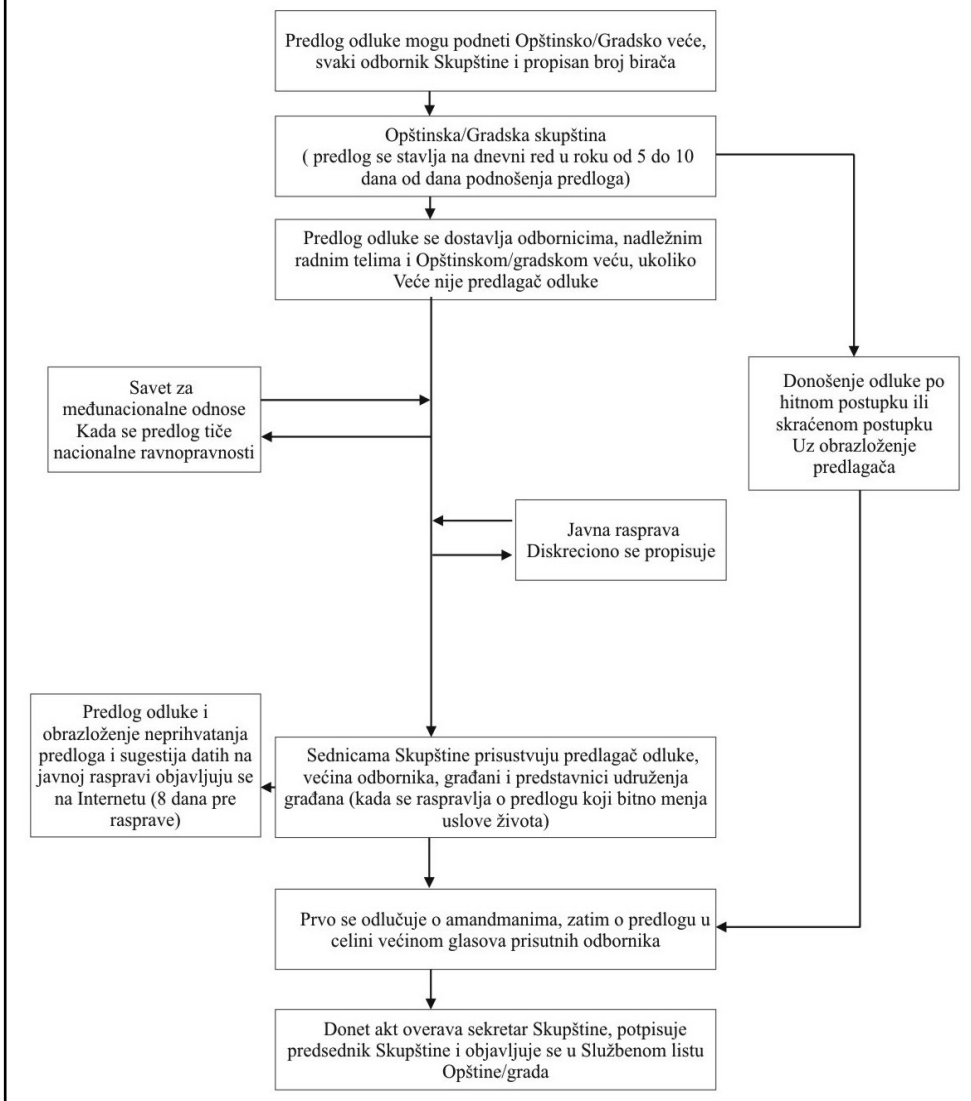 Predlog odluke mogu podneti Opštinsko/Gradsko veće,
svaki odbornik Skupštine i propisan broj birača
Opštinska/Gradska skupština
( predlog se stavlja na dnevni red u roku od 5 do 10
dana od dana podnošenja predloga)
Predlog odluke se dostavlja odbornicima, nadležnim
radnim telima i Opštinskom/gradskom veću, ukoliko
Veće nije predlagač odluke
Savet za
međunacionalne odnose
Kada se predlog tiče
nacionalne ravnopravnosti
Donošenje odluke po
hitnom postupku ili
skraćenom postupku
Uz obrazloženje
predlagača
Javna rasprava
Diskreciono se propisuje
Predlog odluke i
obrazloženje neprihvatanja
predloga i sugestija datih na
javnoj raspravi objavljuju se
na Internetu (8 dana pre
rasprave)
Sednicama Skupštine prisustvuju predlagač odluke,
većina odbornika, građani i predstavnici udruženja
građana (kada se raspravlja o predlogu koji bitno menja
uslove života)
Prvo se odlučuje o amandmanima, zatim o predlogu u
celini većinom glasova prisutnih odbornika
Donet akt overava sekretar Skupštine, potpisuje
predsednik Skupštine i objavljuje se u Službenom listu
Opštine/grada